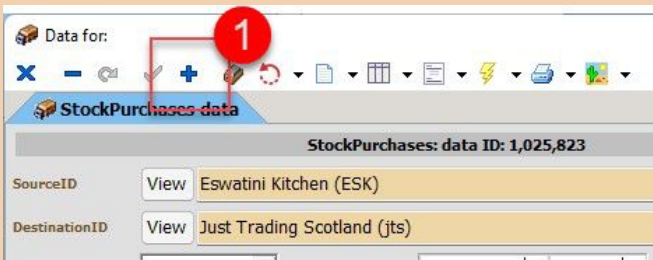 Data for:
1
StockPurchases data
StockPurchases: data ID: 1,025,823
SourceID View Eswatini Kitchen (ESK)
DestinationID View Just Trading Scotland (jts)